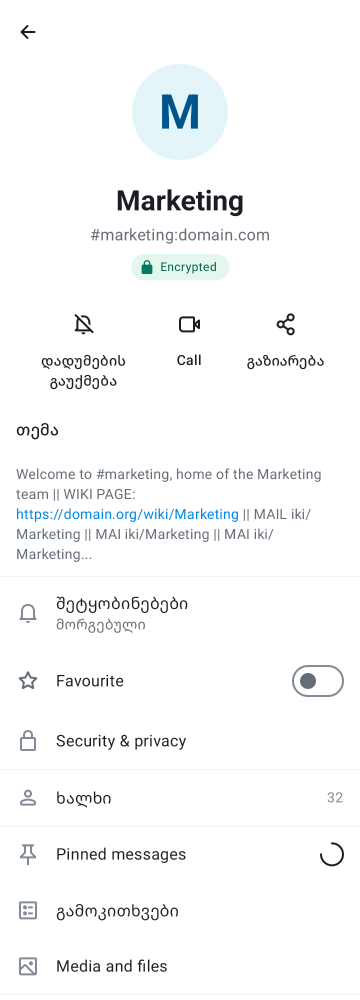 M
Marketing
#marketing:domain.com
Encrypted
დადუმების
გაუქმება
Call
გაზიარება
თემა
Welcome to #marketing, home of the Marketing
team || WIKI PAGE:
https://domain.org/wiki/Marketing || MAIL iki/
Marketing || MAI iki/Marketing || MAI iki/
Marketing...
შეტყობინებები
მორგებული
Favourite
Security & privacy
ხალხი 32
Pinned messages
გამოკითხვები
Media and files